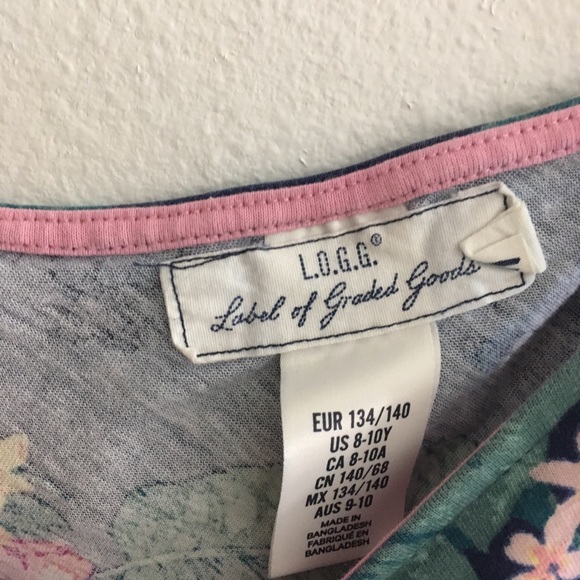 L.O.G.G.®
Label of Graded Goods
EUR 134/140
US 8-10Y
CA 8-10A
CN 140/68
MX 134/140
AUS 9-10
MADE IN
BANGLADESH
FABRIQUÉ EN
BANGLADESH